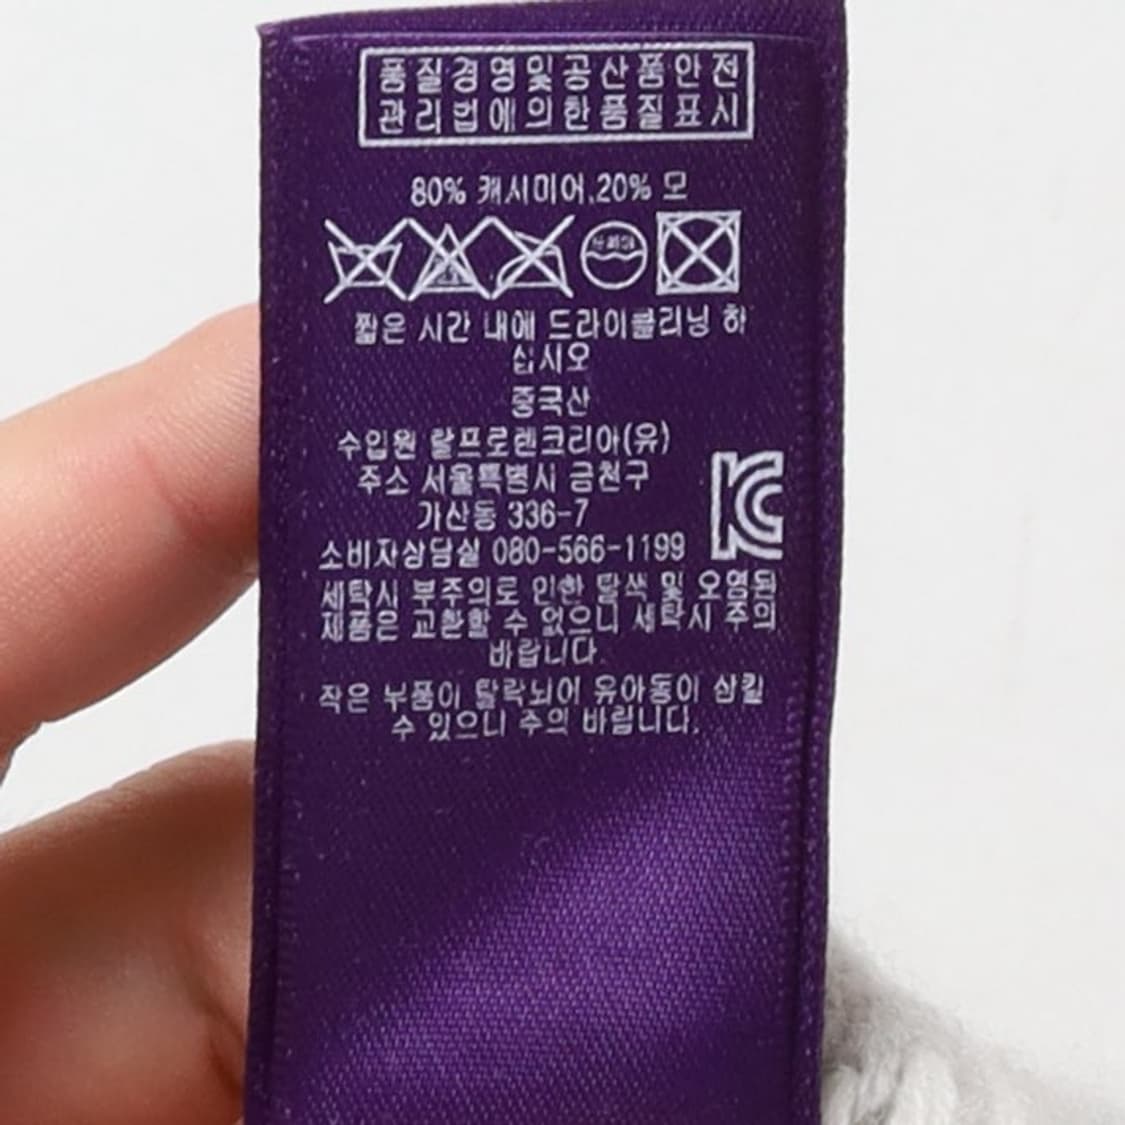 품질경영및공산품안전
관리법에의한품질표시
80% 캐시미어,20% 모
짧은 시간 내에 드라이클리닝 하
십시오
중국산
수입원 랄프로렌코리아(유)
주소 서울특별시 금천구
가산동 336-7
소비자상담실 080-566-1199
KC
세탁시 부주의로 인한 탈색 및 오염된
제품은 교환할 수 없으니 세탁시 주의
바랍니다.
작은 부품이 탈락되어 유아동이 삼킬
수 있으니 주의 바랍니다.